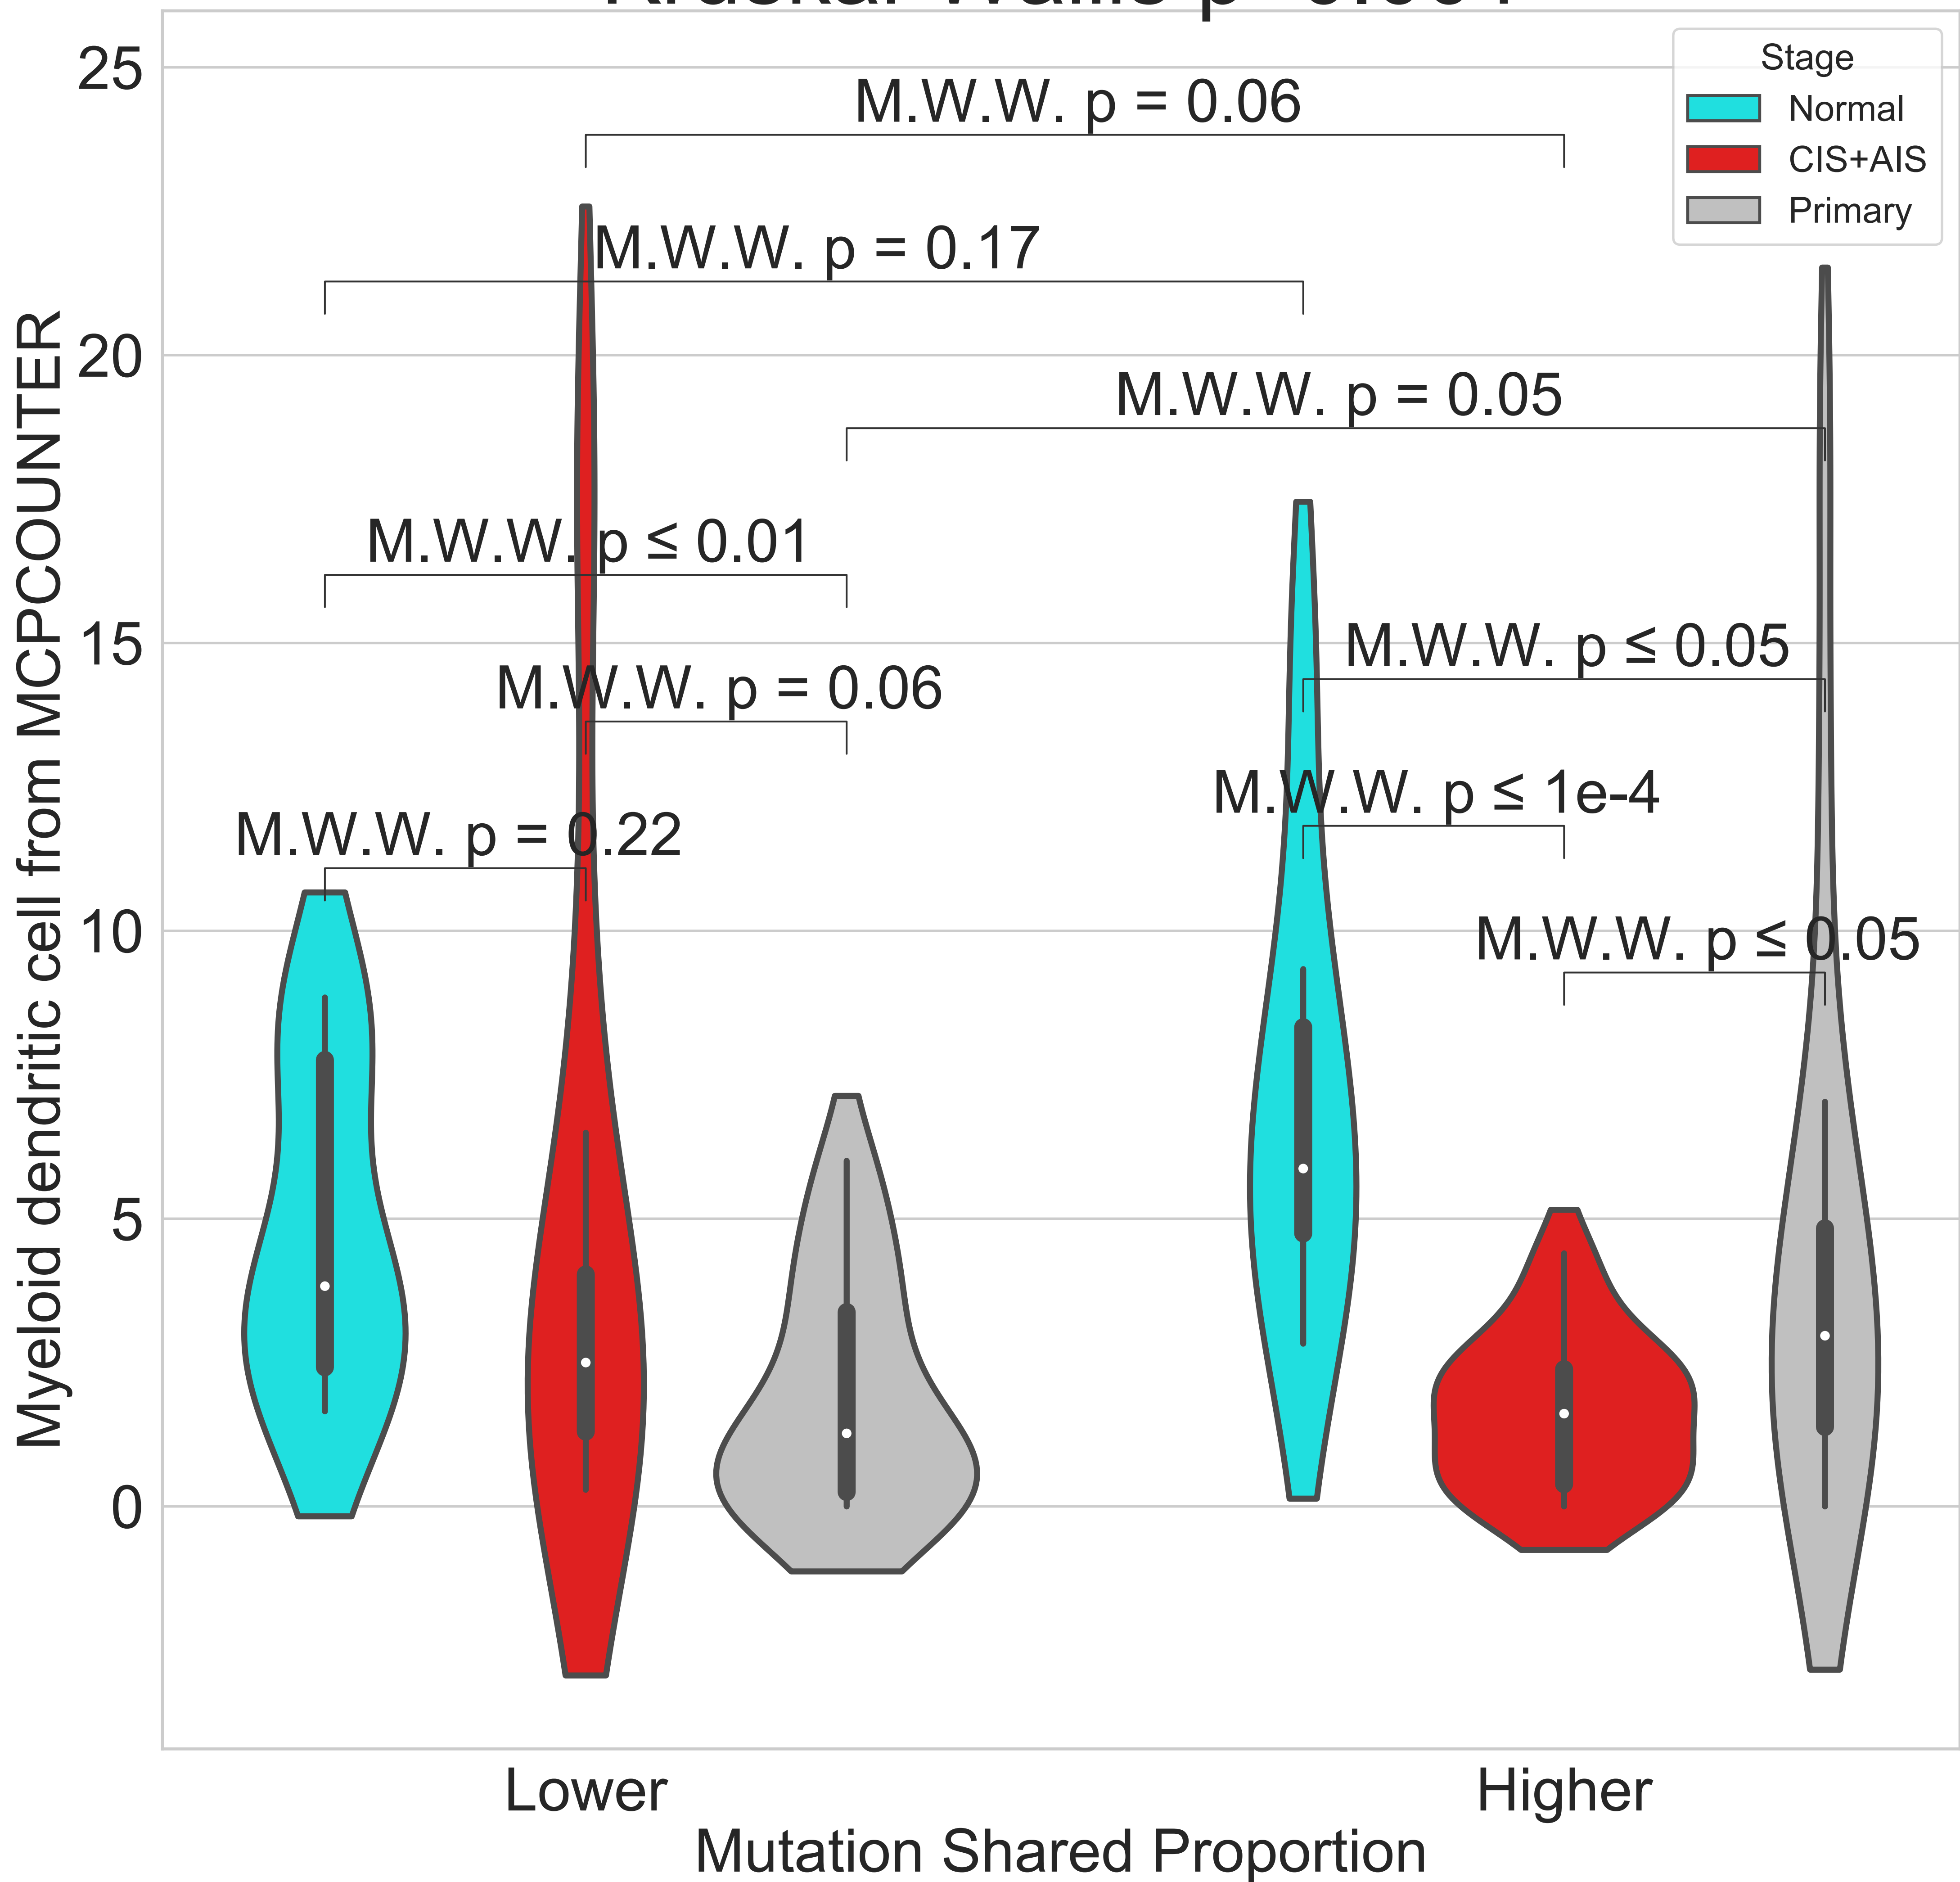 25
20
15
10
5
0
Myeloid dendritic cell from MCPCOUNTER
Stage
Normal
CIS+AIS
Primary
M.W.W. p = 0.06
M.W.W. p = 0.17
M.W.W. p = 0.05
M.W.W. p ≤ 0.01
M.W.W. p ≤ 0.05
M.W.W. p = 0.06
M.W.W. p ≤ 1e-4
M.W.W. p = 0.22
M.W.W. p ≤ 0.05
Lower
Higher
Mutation Shared Proportion